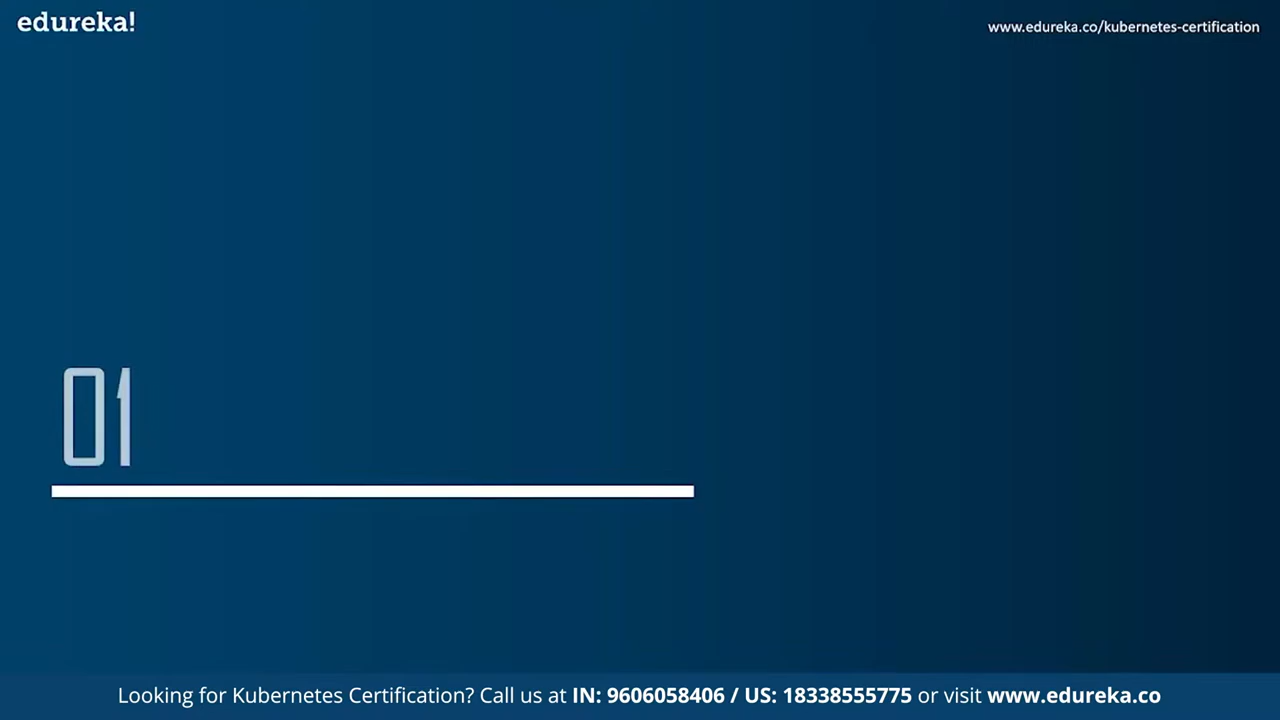 edureka!
www.edureka.co/kubernetes-certification
01
Looking for Kubernetes Certification? Call us at IN: 9606058406 / US: 18338555775 or visit www.edureka.co